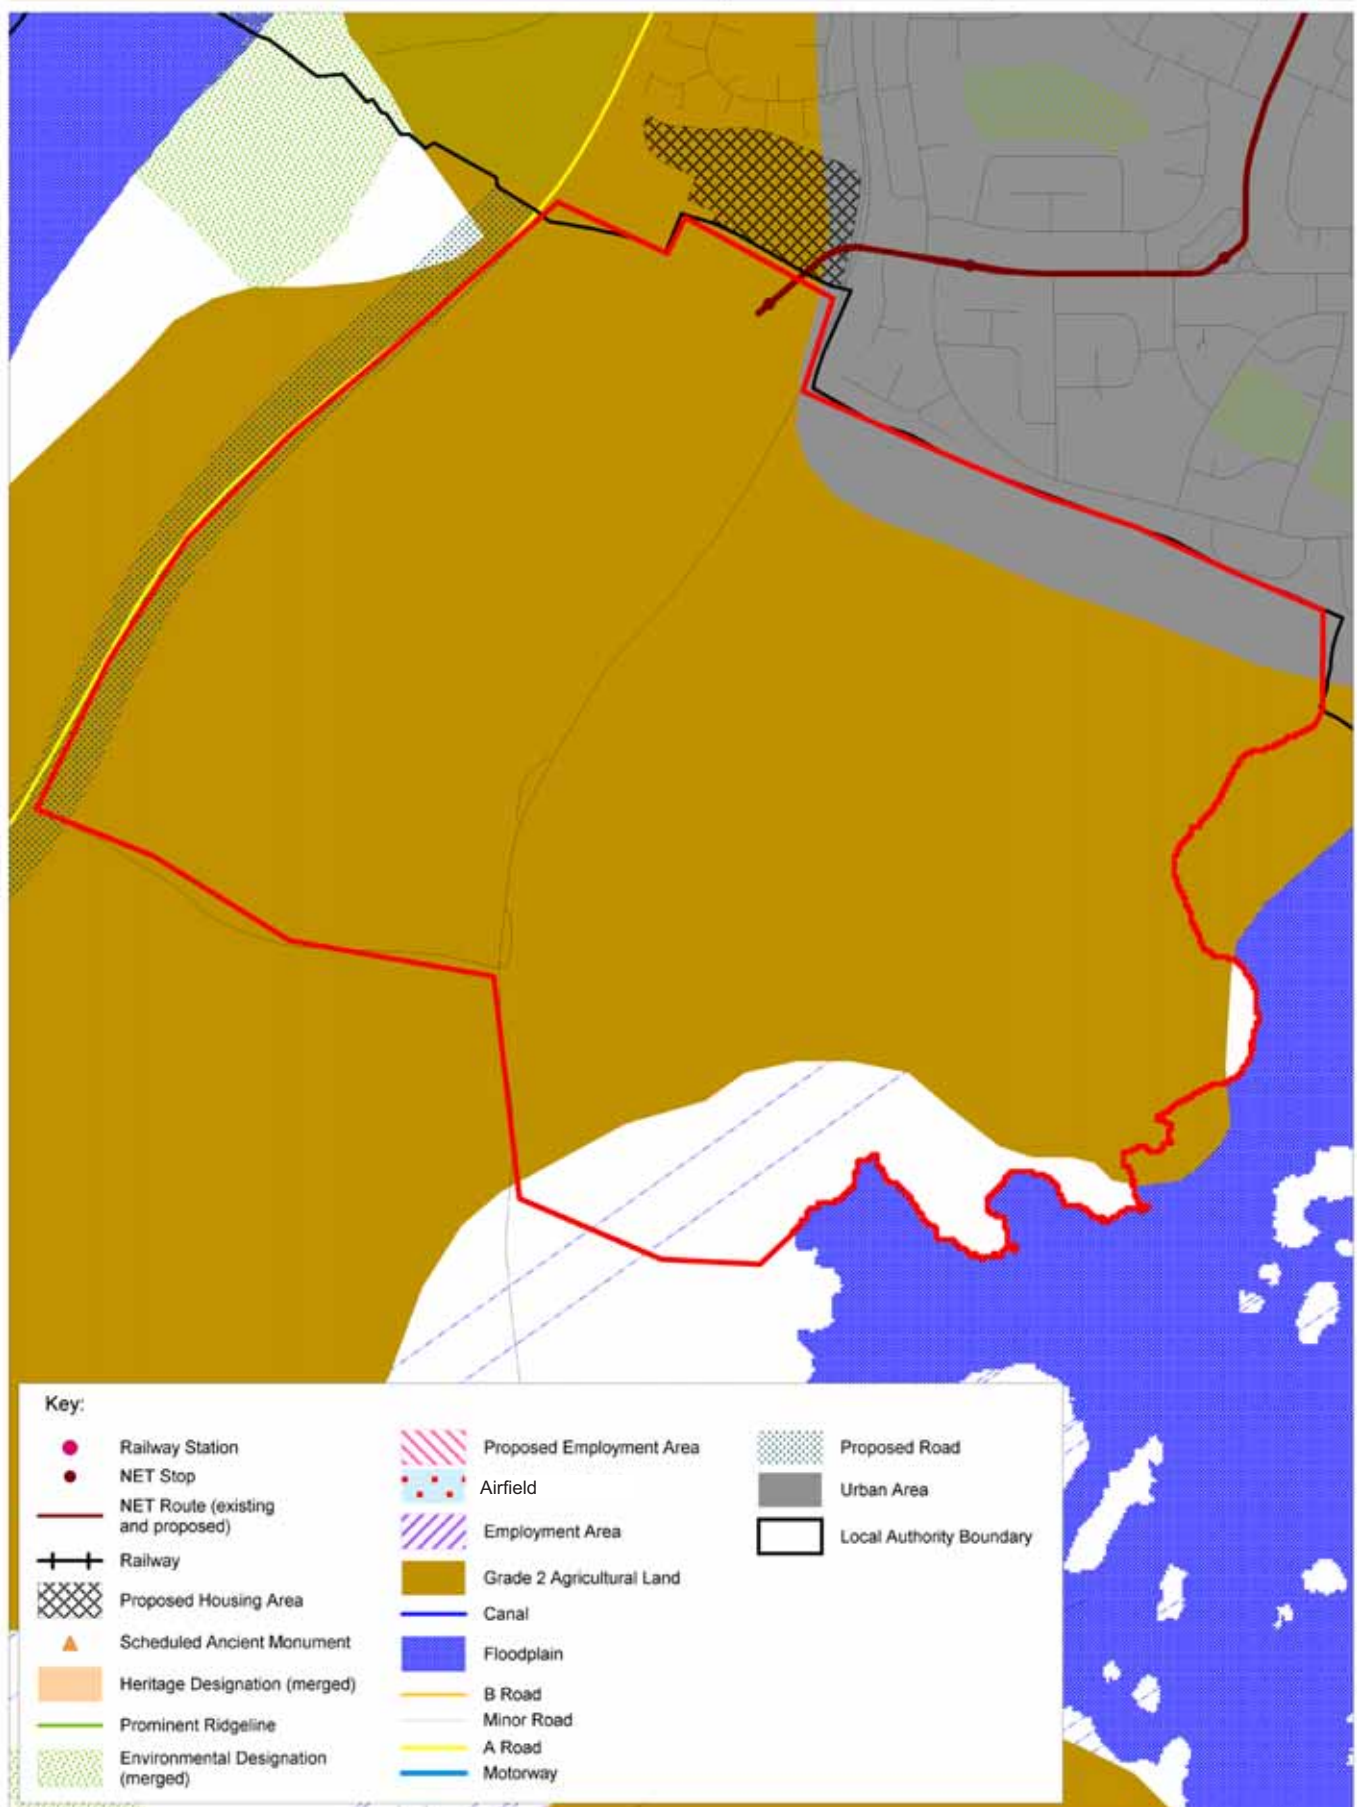 Key:
Railway Station
NET Stop
NET Route (existing
and proposed)
Railway
Proposed Housing Area
Scheduled Ancient Monument
Heritage Designation (merged)
Prominent Ridgeline
Environmental Designation
(merged)
Proposed Employment Area
Airfield
Employment Area
Grade 2 Agricultural Land
Canal
Floodplain
B Road
Minor Road
A Road
Motorway
Proposed Road
Urban Area
Local Authority Boundary